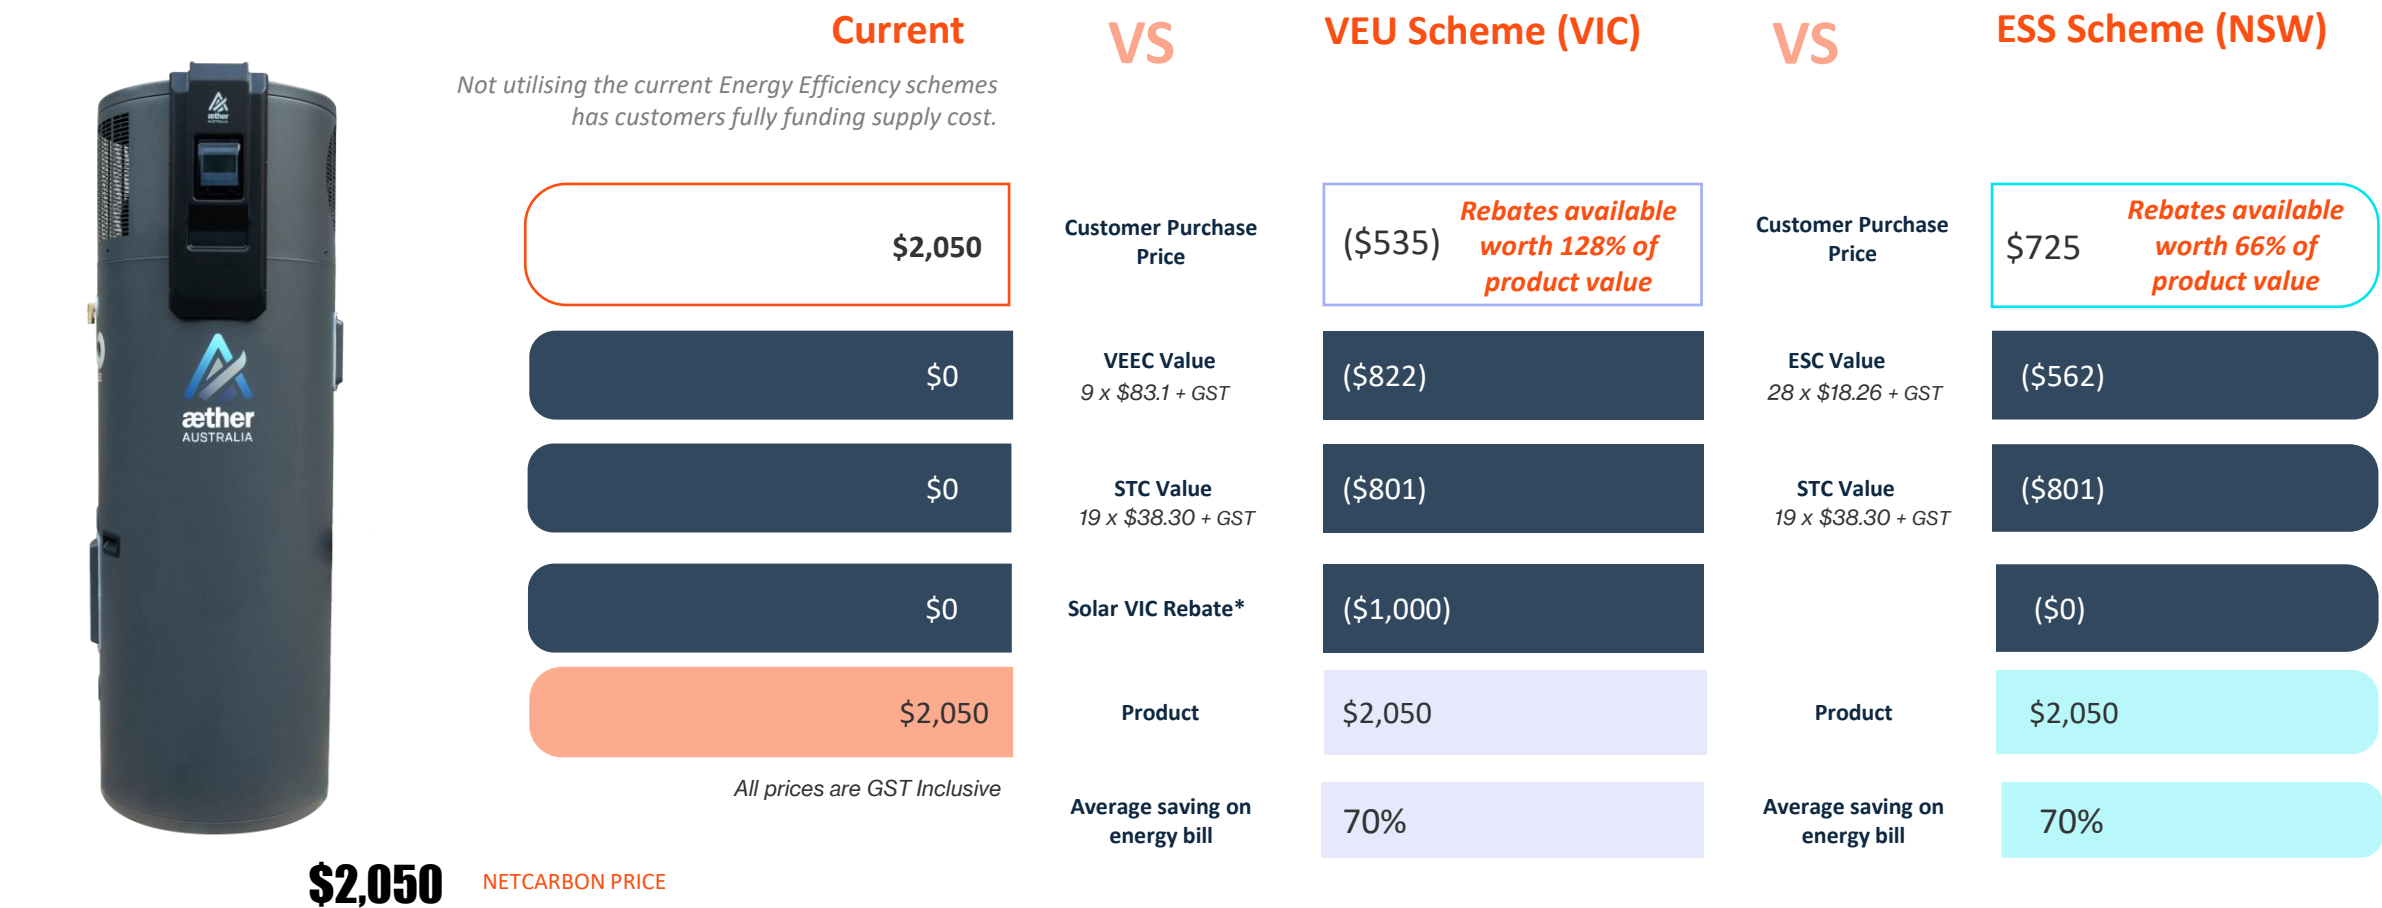 Current
VS
VEU Scheme (VIC)
VS
ESS Scheme (NSW)
Not utilising the current Energy Efficiency schemes
has customers fully funding supply cost.
æther
AUSTRALIA
æther
AUSTRALIA
$2,050
Customer Purchase
Price
($535)
Rebates available
worth 128% of
product value
Customer Purchase
Price
$725
Rebates available
worth 66% of
product value
$0
VEEC Value
9 x $83.1 + GST
($822)
ESC Value
28 x $18.26 + GST
($562)
$0
STC Value
19 x $38.30 + GST
($801)
STC Value
19 x $38.30 + GST
($801)
$0
Solar VIC Rebate*
($1,000)
($0)
$2,050
Product
$2,050
Product
$2,050
All prices are GST Inclusive
Average saving on
energy bill
70%
Average saving on
energy bill
70%
$2,050
NETCARBON PRICE